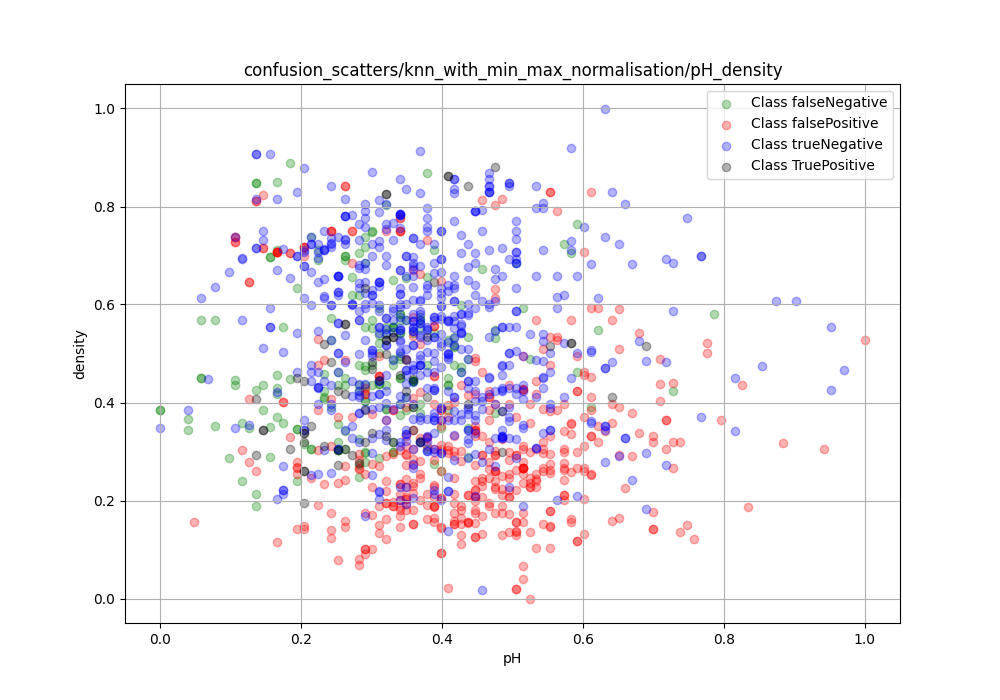 confusion_scatters/knn_with_min_max_normalisation/pH_density
Class falseNegative
Class falsePositive
Class trueNegative
Class TruePositive
density
1.0
0.8
0.6
0.4
0.2
0.0
0.0 0.2 0.4 0.6 0.8 1.0
pH